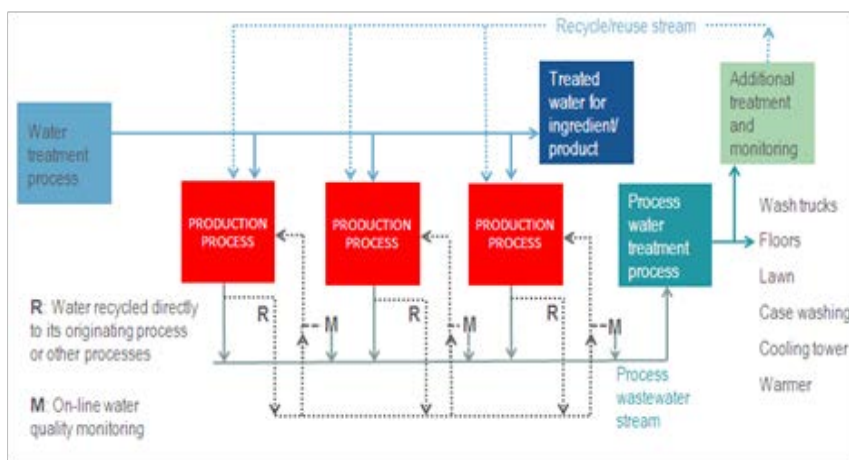 Recycle/reuse stream
Water
treatment
process
Treated
water for
ingredient/
product
Additional
treatment
and
monitoring
PRODUCTION
PROCESS
PRODUCTION
PROCESS
PRODUCTION
PROCESS
Process
water
treatment
process
Wash trucks
Floors
Lawn
Case washing
Cooling tower
Warmer
R: Water recycled directly
to its originating process
or other processes
R
R
R
M
M
M
M: On-line water
quality monitoring
Process
wastewater
stream